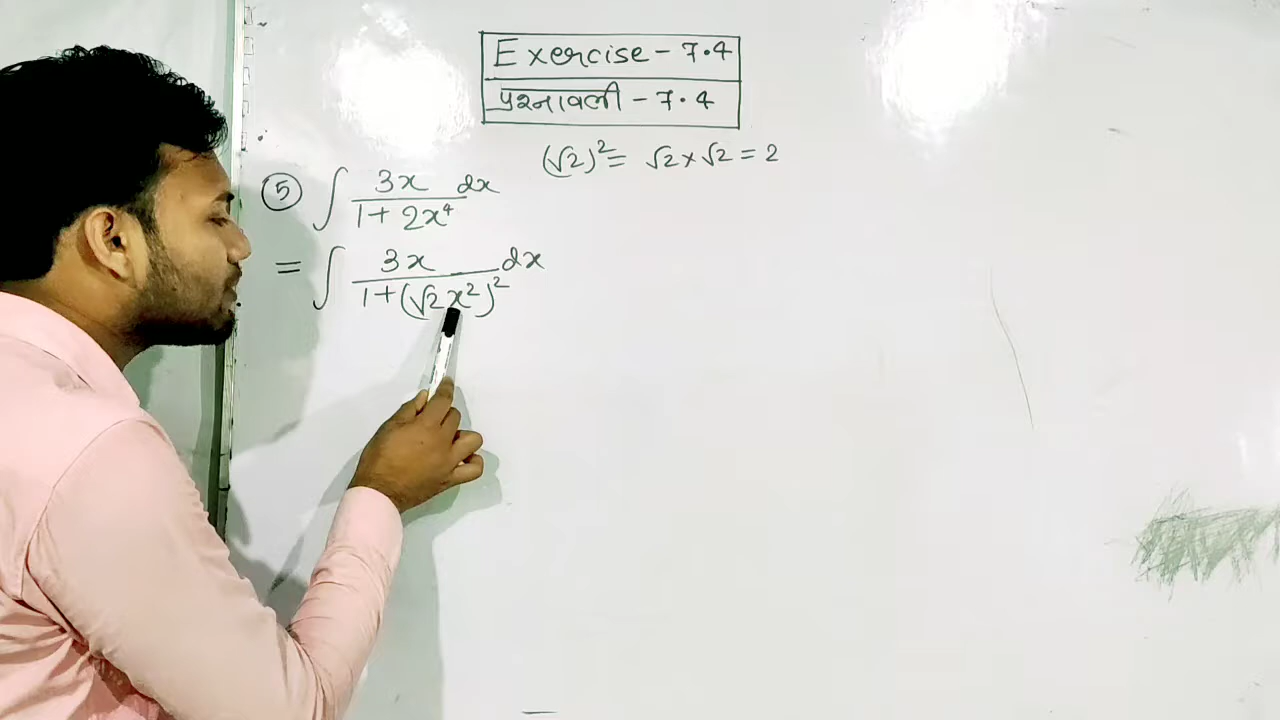 Exercise - 7.4
प्रश्नावली - 7.4
(√2)² = √2 × √2 = 2
⑤ ∫ 3x/(1 + 2x⁴) dx
= ∫ 3x/(1 + (√2x²)²) dx